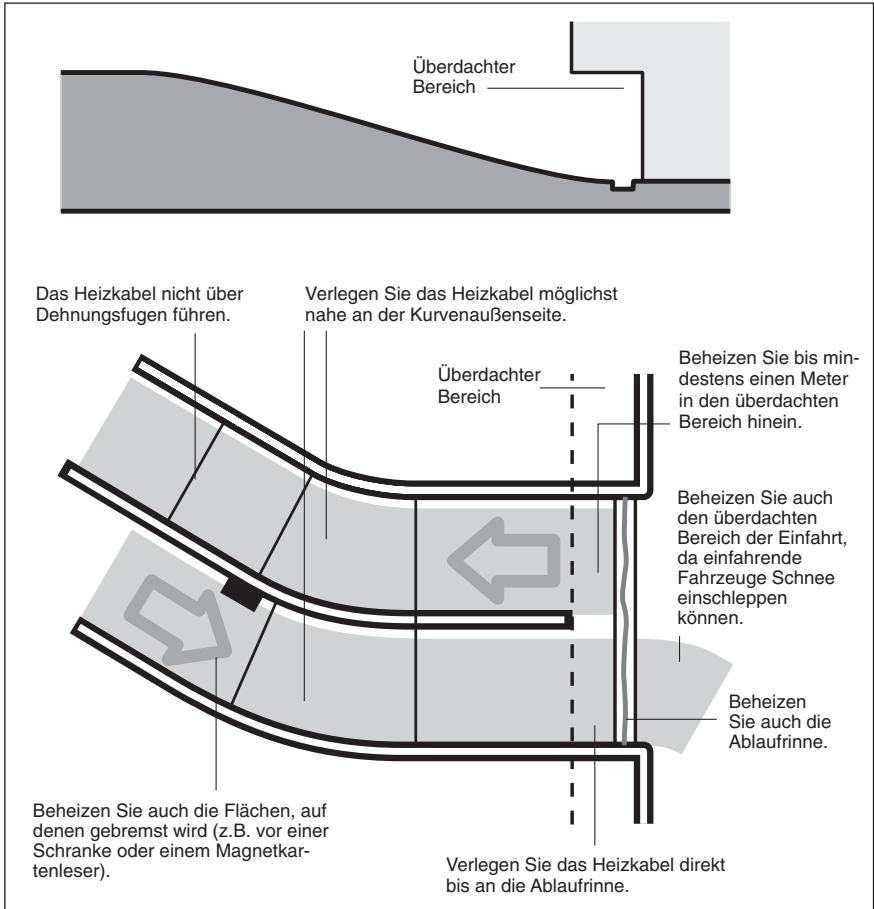 Überdachter
Bereich
Das Heizkabel nicht über
Dehnungsfugen führen.
Verlegen Sie das Heizkabel möglichst
nahe an der Kurvenaußenseite.
Überdachter
Bereich
Beheizen Sie bis min-
destens einen Meter
in den überdachten
Bereich hinein.
Beheizen Sie auch
den überdachten
Bereich der Einfahrt,
da einfahrende
Fahrzeuge Schnee
einschleppen
können.
Beheizen
Sie auch die
Ablaufrinne.
Beheizen Sie auch die Flächen, auf
denen gebremst wird (z.B. vor einer
Schranke oder einem Magnetkar-
tenleser).
Verlegen Sie das Heizkabel direkt
bis an die Ablaufrinne.